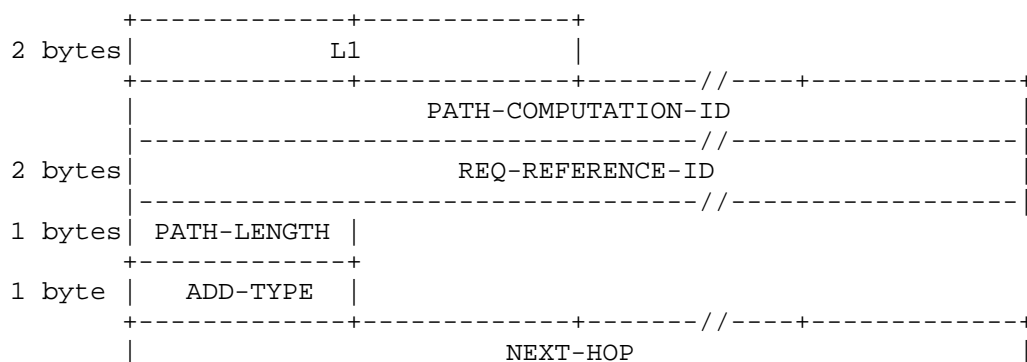 +-------------+-------------+
2 bytes|            L1             |
+-------------+-------------+-------//----+-------------+
|                  PATH-COMPUTATION-ID                  |
|-----------------------------------//------------------|
2 bytes|                    REQ-REFERENCE-ID                   |
|-----------------------------------//------------------|
1 bytes| PATH-LENGTH |
+-------------+
1 byte |   ADD-TYPE  |
+-------------+-------------+-------//----+-------------+
|                       NEXT-HOP                        |